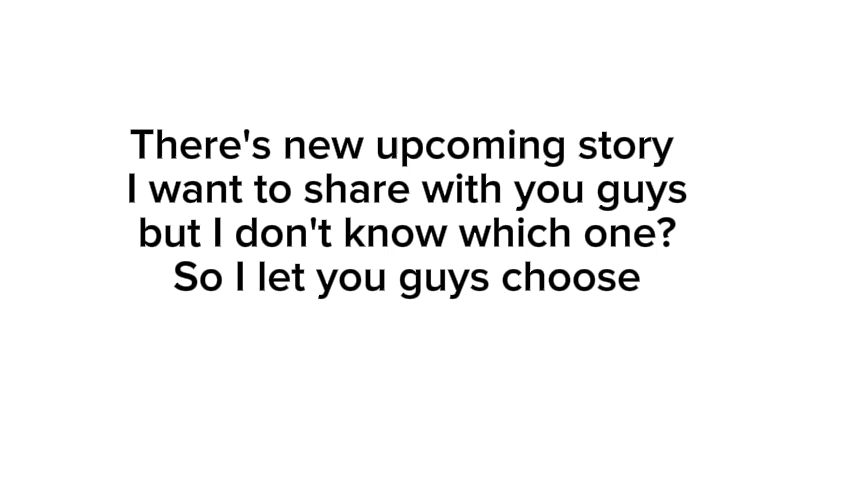 There's new upcoming story
I want to share with you guys
but I don't know which one?
So I let you guys choose